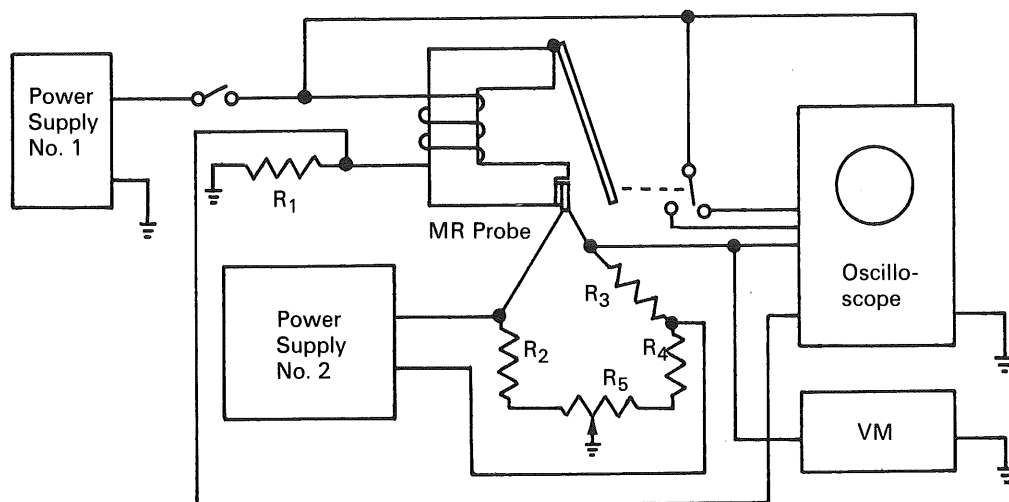 Power
Supply
No. 1
R1
MR Probe
Power
Supply
No. 2
R2
R3
R4
R5
Oscillo-
scope
VM